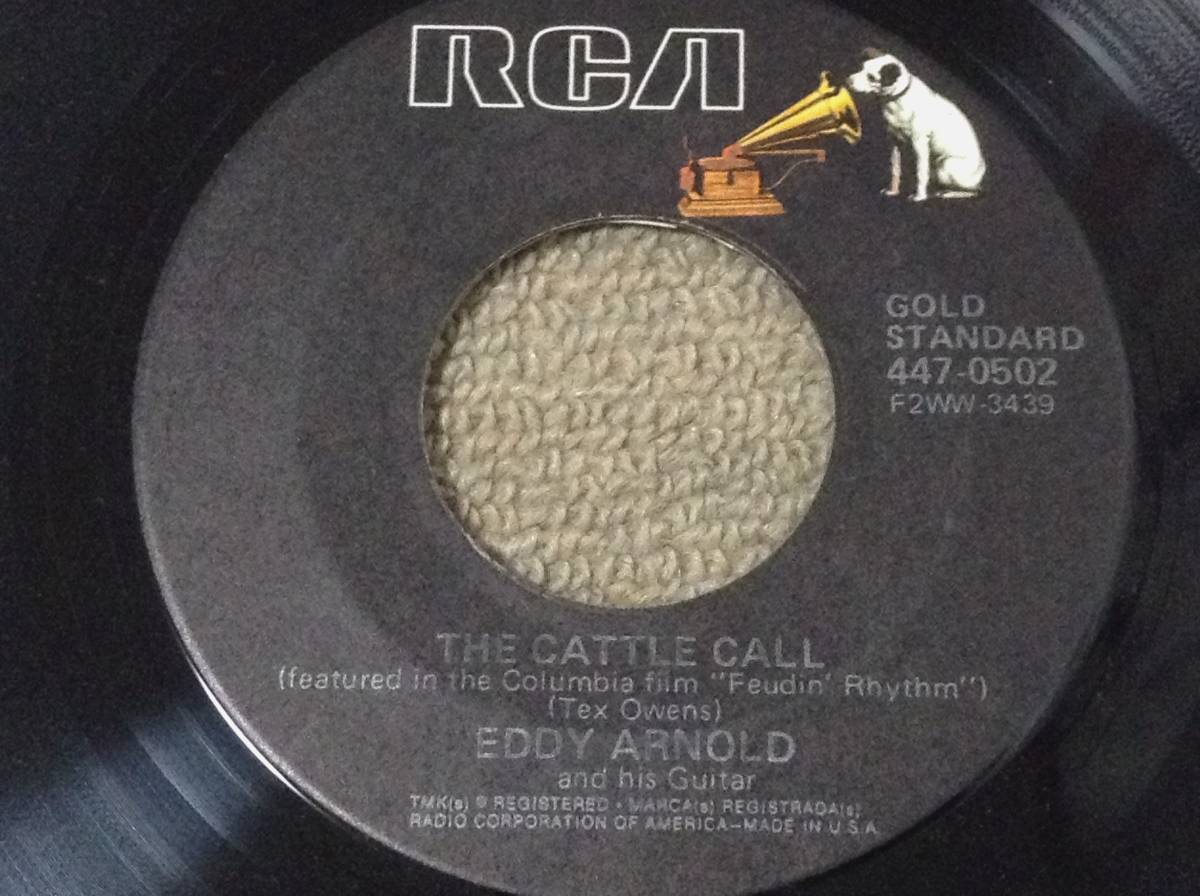 RCA
GOLD
STANDARD
447-0502
F2WW-3439
THE CATTLE CALL
(featured in the Columbia film "Feudin' Rhythm")
(Tex Owens)
EDDY ARNOLD
and his Guitar
TMK(s) ® REGISTERED • MARCA(s) REGISTRADA(s)
RADIO CORPORATION OF AMERICA—MADE IN U.S.A.